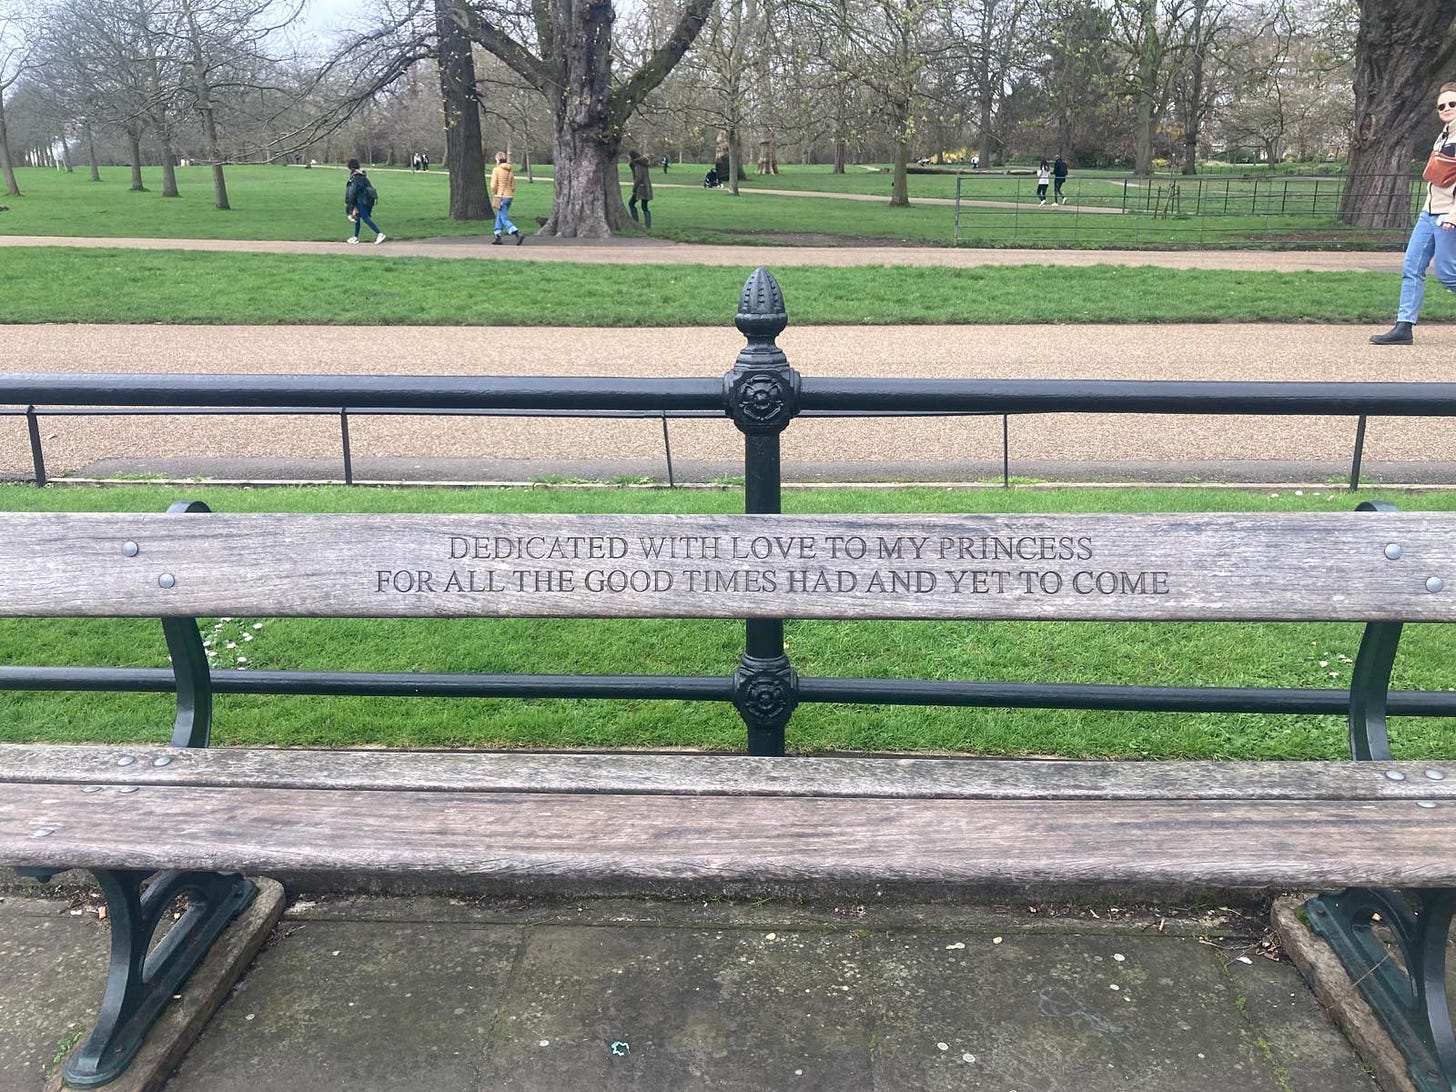 DEDICATED WITH LOVE TO MY PRINCESS
FOR ALL THE GOOD TIMES HAD AND YET TO COME